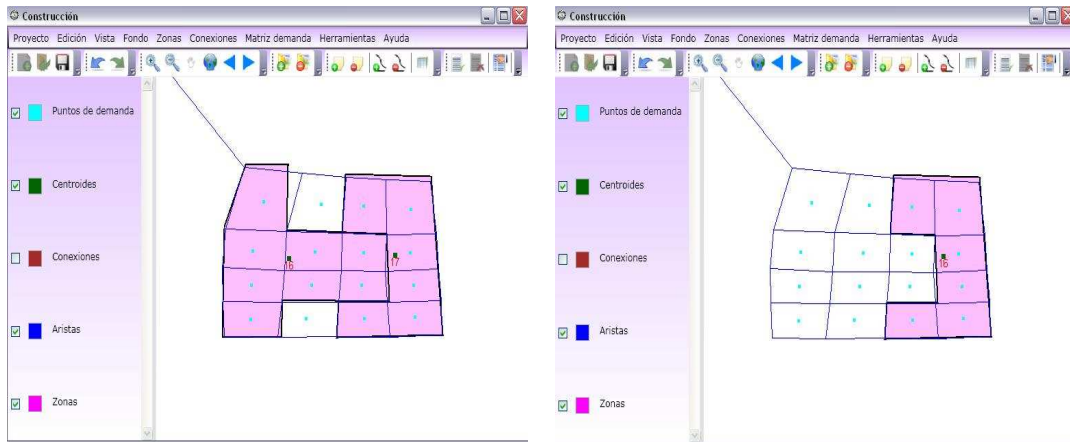 Construcción
Proyecto Edición Vista Fondo Zonas Conexiones Matriz demanda Herramientas Ayuda
Puntos de demanda
Centroides
Conexiones
Aristas
Zonas
16
17
Construcción
Proyecto Edición Vista Fondo Zonas Conexiones Matriz demanda Herramientas Ayuda
Puntos de demanda
Centroides
Conexiones
Aristas
Zonas
16